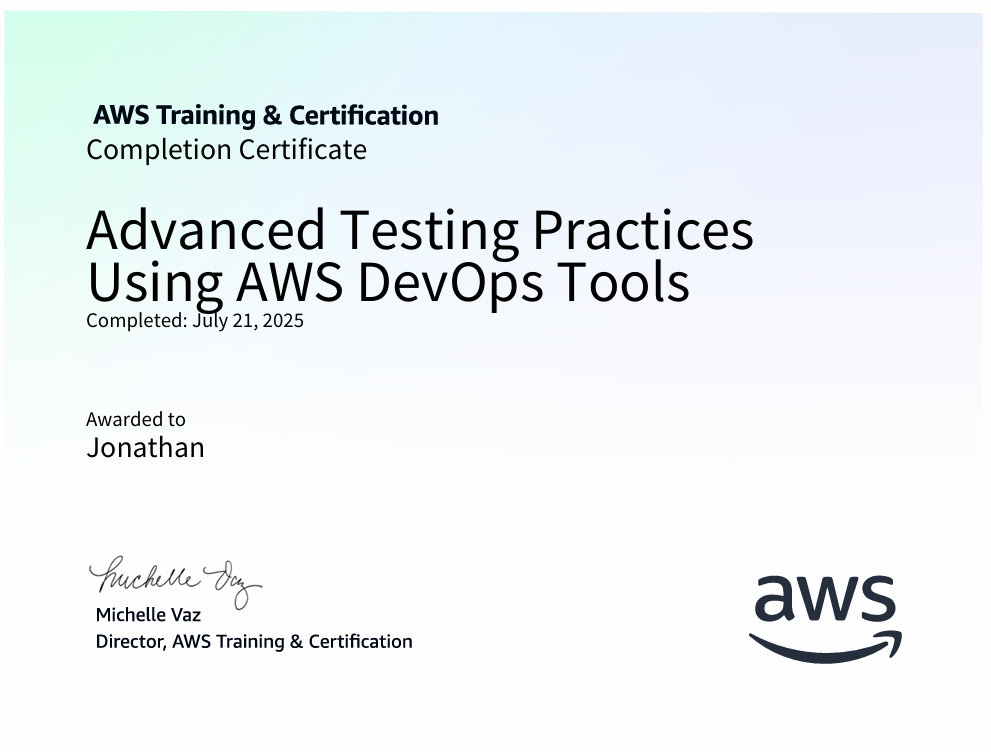 AWS Training & Certification
Completion Certificate
Advanced Testing Practices
Using AWS DevOps Tools
Completed: July 21, 2025
Awarded to
Jonathan
Michelle Vaz
Michelle Vaz
Director, AWS Training & Certification
aws